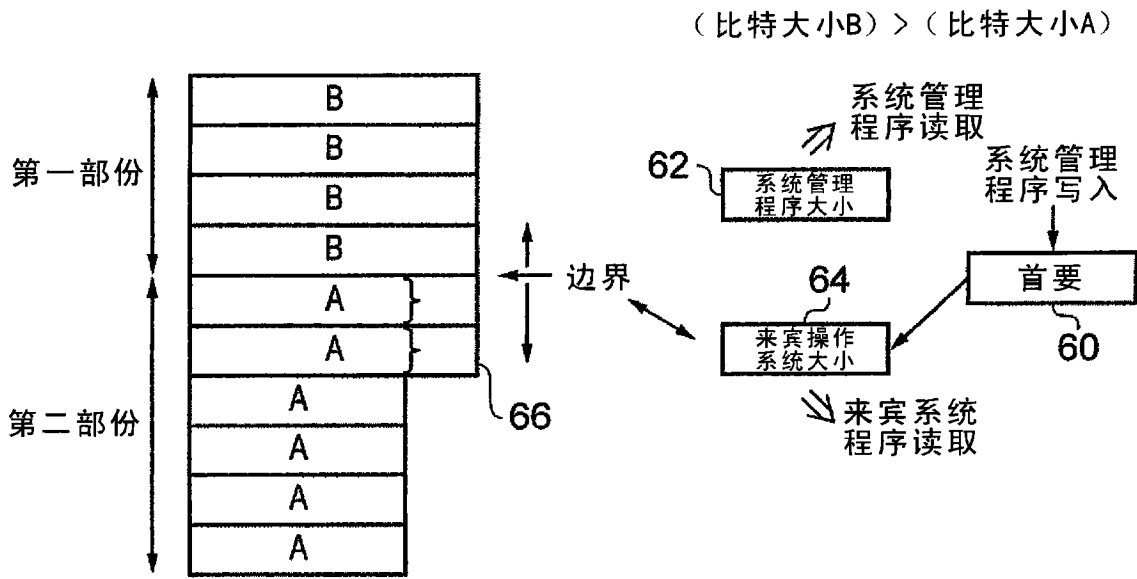 （比特大小B）>（比特大小A）
第一部份
第二部份
B
B
B
B
A
A
A
A
A
A
66
边界
系统管理
程序读取
62
系统管理
程序大小
系统管理
程序写入
首要
60
64
来宾操作
系统大小
来宾系统
程序读取